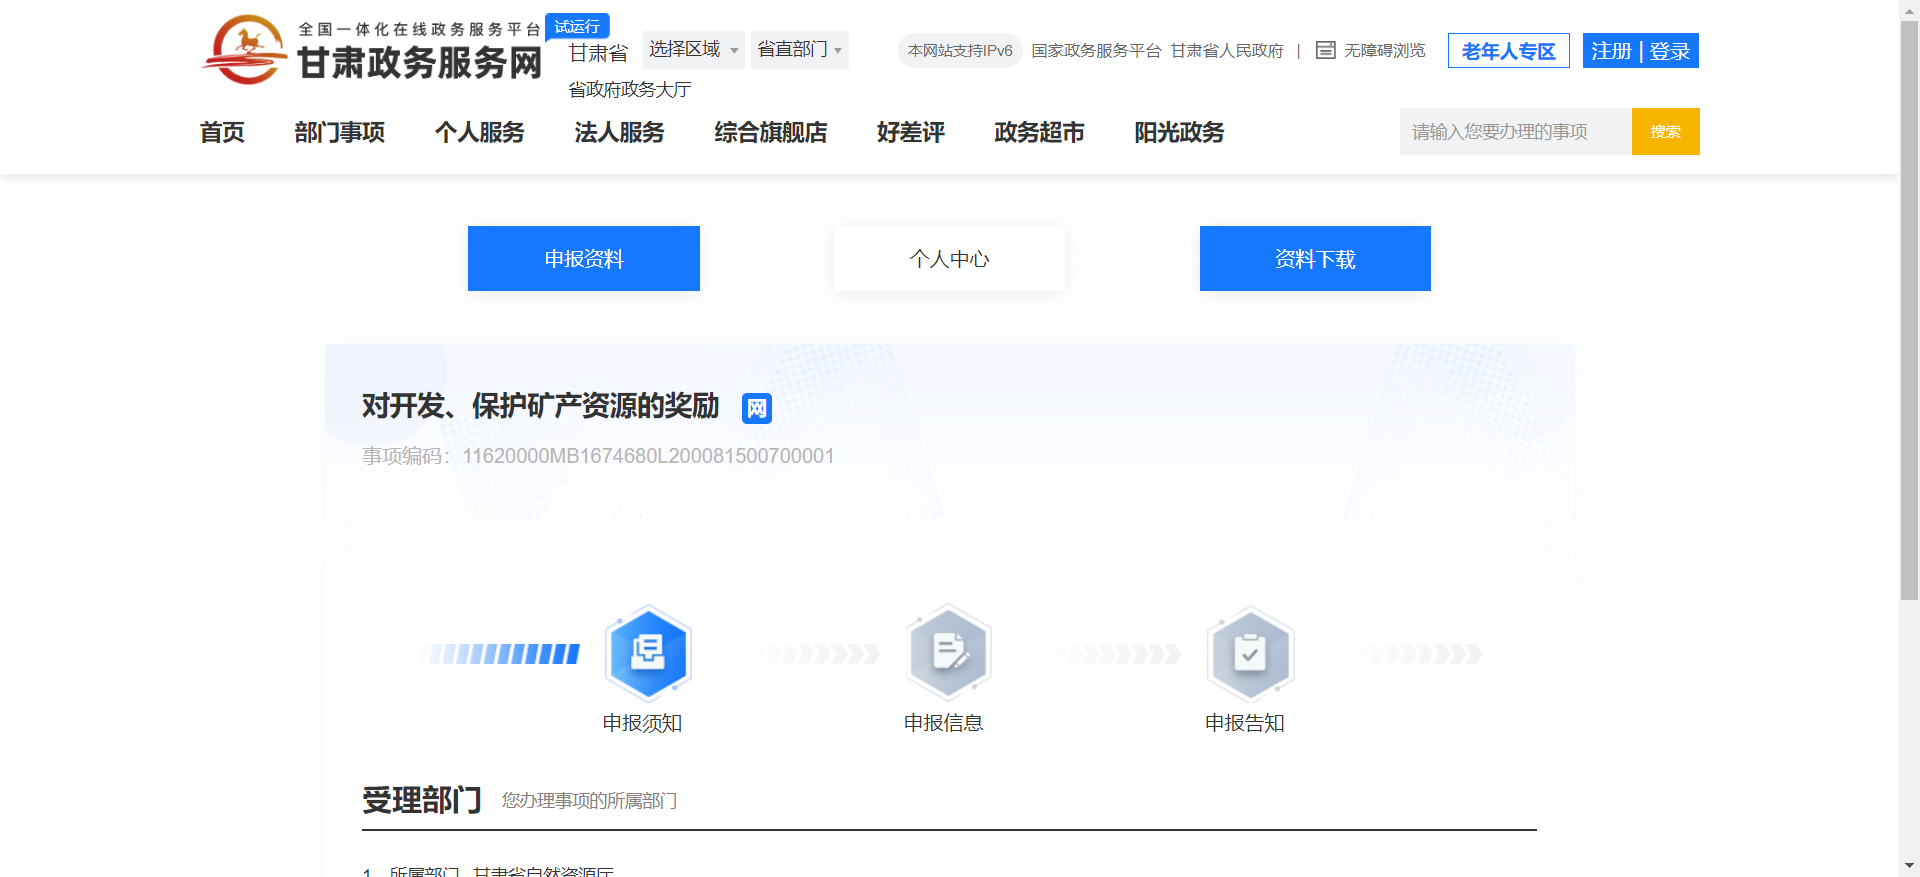 全国一体化在线政务服务平台
试运行
甘肃政务服务网
甘肃省
选择区域
省直部门
省政府政务大厅
本网站支持IPv6
国家政务服务平台
甘肃省人民政府
|
无障碍浏览
老年人专区
注册 | 登录
首页
部门事项
个人服务
法人服务
综合旗舰店
好差评
政务超市
阳光政务
请输入您要办理的事项
搜索
申报资料
个人中心
资料下载
对开发、保护矿产资源的奖励
网
事项编码：11620000MB1674680L200081500700001
申报须知
申报信息
申报告知
受理部门
您办理事项的所属部门
1、所属部门 甘肃省自然资源厅